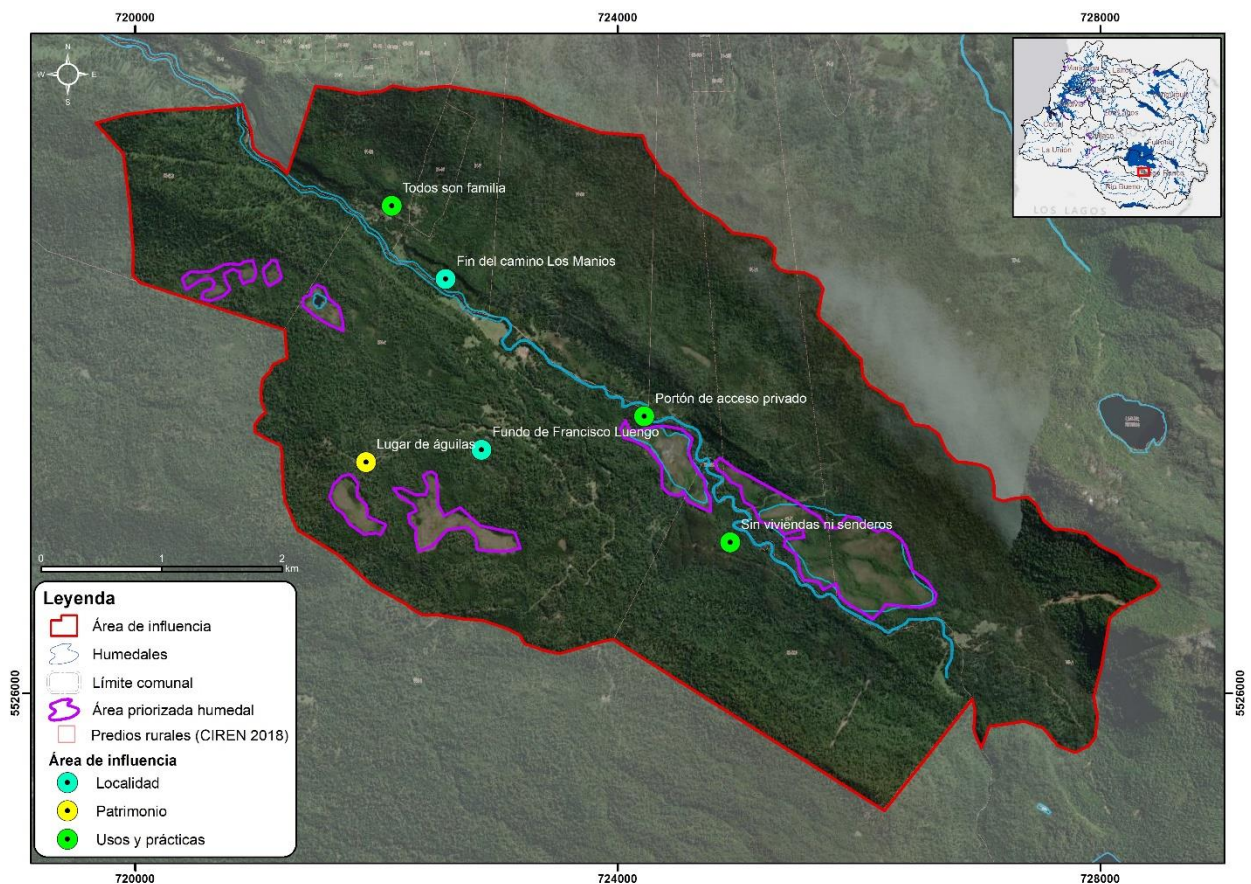 720000
724000
728000
N
W
E
S
La Unión
Río Bueno
LOS LAGOS
Todos son familia
Fin del camino Los Manios
Portón de acceso privado
Fundo de Francisco Luengo
Lugar de águilas
Sin viviendas ni senderos
0
1
2
km
Leyenda
Área de influencia
Humedales
Límite comunal
Área priorizada humedal
Predios rurales (CIREN 2018)
Área de influencia
Localidad
Patrimonio
Usos y prácticas
5526000
5526000
720000
724000
728000